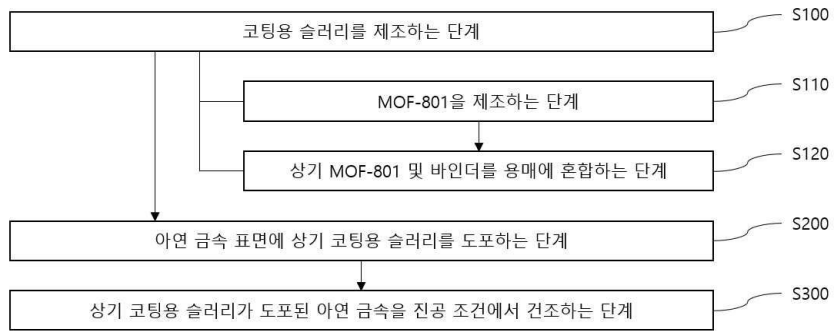 코팅용 슬러리를 제조하는 단계 S100
MOF-801을 제조하는 단계 S110
상기 MOF-801 및 바인더를 용매에 혼합하는 단계 S120
아연 금속 표면에 상기 코팅용 슬러리를 도포하는 단계 S200
상기 코팅용 슬러리가 도포된 아연 금속을 진공 조건에서 건조하는 단계 S300